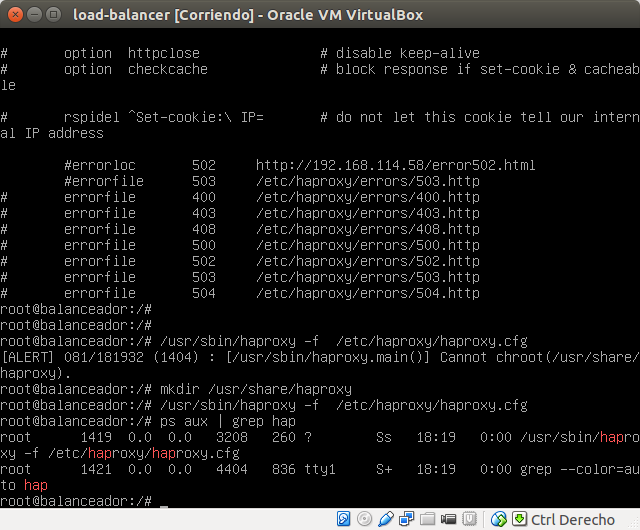 load-balancer [Corriendo] - Oracle VM VirtualBox
#       option  httpclose               # disable keep-alive
#       option  checkcache              # block response if set-cookie & cacheab
le
#       rspidel ^Set-cookie:\ IP=       # do not let this cookie tell our intern
al IP address
        #errorloc       502     http://192.168.114.58/error502.html
        #errorfile      503     /etc/haproxy/errors/503.http
#       errorfile       400     /etc/haproxy/errors/400.http
#       errorfile       403     /etc/haproxy/errors/403.http
#       errorfile       408     /etc/haproxy/errors/408.http
#       errorfile       500     /etc/haproxy/errors/500.http
#       errorfile       502     /etc/haproxy/errors/502.http
#       errorfile       503     /etc/haproxy/errors/503.http
#       errorfile       504     /etc/haproxy/errors/504.http
root@balanceador:/#
root@balanceador:/#
root@balanceador:/# /usr/sbin/haproxy -f  /etc/haproxy/haproxy.cfg
[ALERT] 081/181932 (1404) : [/usr/sbin/haproxy.main()] Cannot chroot(/usr/share/
haproxy).
root@balanceador:/# mkdir /usr/share/haproxy
root@balanceador:/# /usr/sbin/haproxy -f  /etc/haproxy/haproxy.cfg
root@balanceador:/# ps aux | grep hap
root      1419  0.0  0.0   3208   260 ?        Ss   18:19   0:00 /usr/sbin/hapro
xy -f /etc/haproxy/haproxy.cfg
root      1421  0.0  0.0   4404   836 tty1     S+   18:19   0:00 grep --color=au
to hap
root@balanceador:/# _
Ctrl Derecho